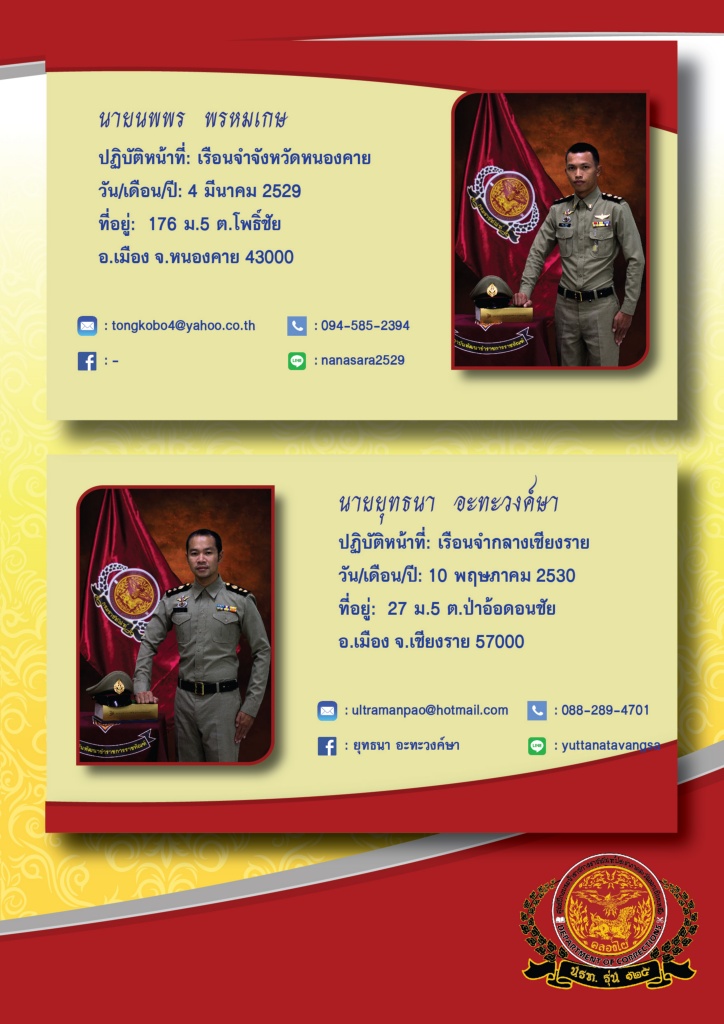 นายนพพร พรหมเกษ
ปฏิบัติหน้าที่: เรือนจำจังหวัดหนองคาย
วัน/เดือน/ปี: 4 มีนาคม 2529
ที่อยู่: 176 ม.5 ต.โพธิ์ชัย
อ.เมือง จ.หนองคาย 43000
: tongkobo4@yahoo.co.th
: 094-585-2394
: -
: nanasara2529
นายยุทธนา อะทะวงค์ษา
ปฏิบัติหน้าที่: เรือนจำกลางเชียงราย
วัน/เดือน/ปี: 10 พฤษภาคม 2530
ที่อยู่: 27 ม.5 ต.ป่าอ้อดอนชัย
อ.เมือง จ.เชียงราย 57000
: ultramanpao@hotmail.com
: 088-289-4701
: ยุทธนา อะทะวงค์ษา
: yuttanatavangsa
คลองไผ่
DEPARTMENT OF CORRECTIONS
นรท. รุ่น ๑๒๕